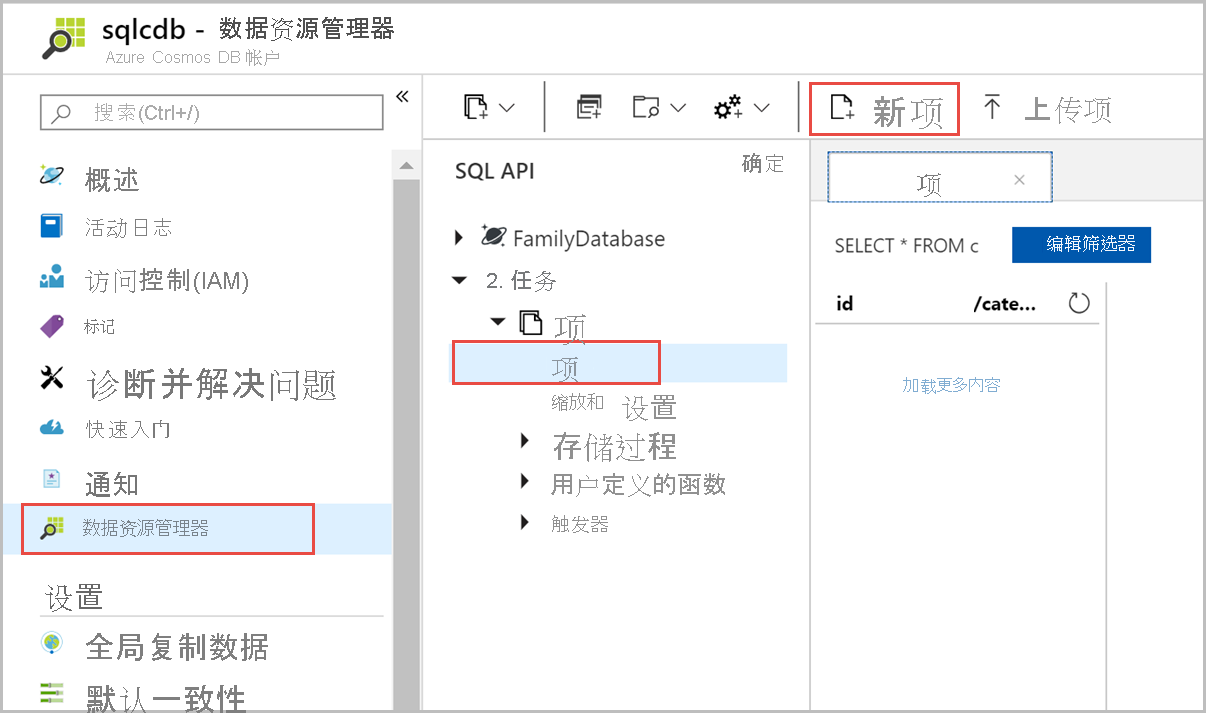 sqlcdb - 数据资源管理器
Azure Cosmos DB 帐户
搜索(Ctrl+/)
«
概述
活动日志
访问控制(IAM)
标记
诊断并解决问题
快速入门
通知
数据资源管理器
设置
全局复制数据
默认一致性
新项
上传项
SQL API
确定
FamilyDatabase
2. 任务
项
项
缩放和 设置
存储过程
用户定义的函数
触发器
项 ×
SELECT * FROM c
编辑筛选器
id /cate...
加载更多内容